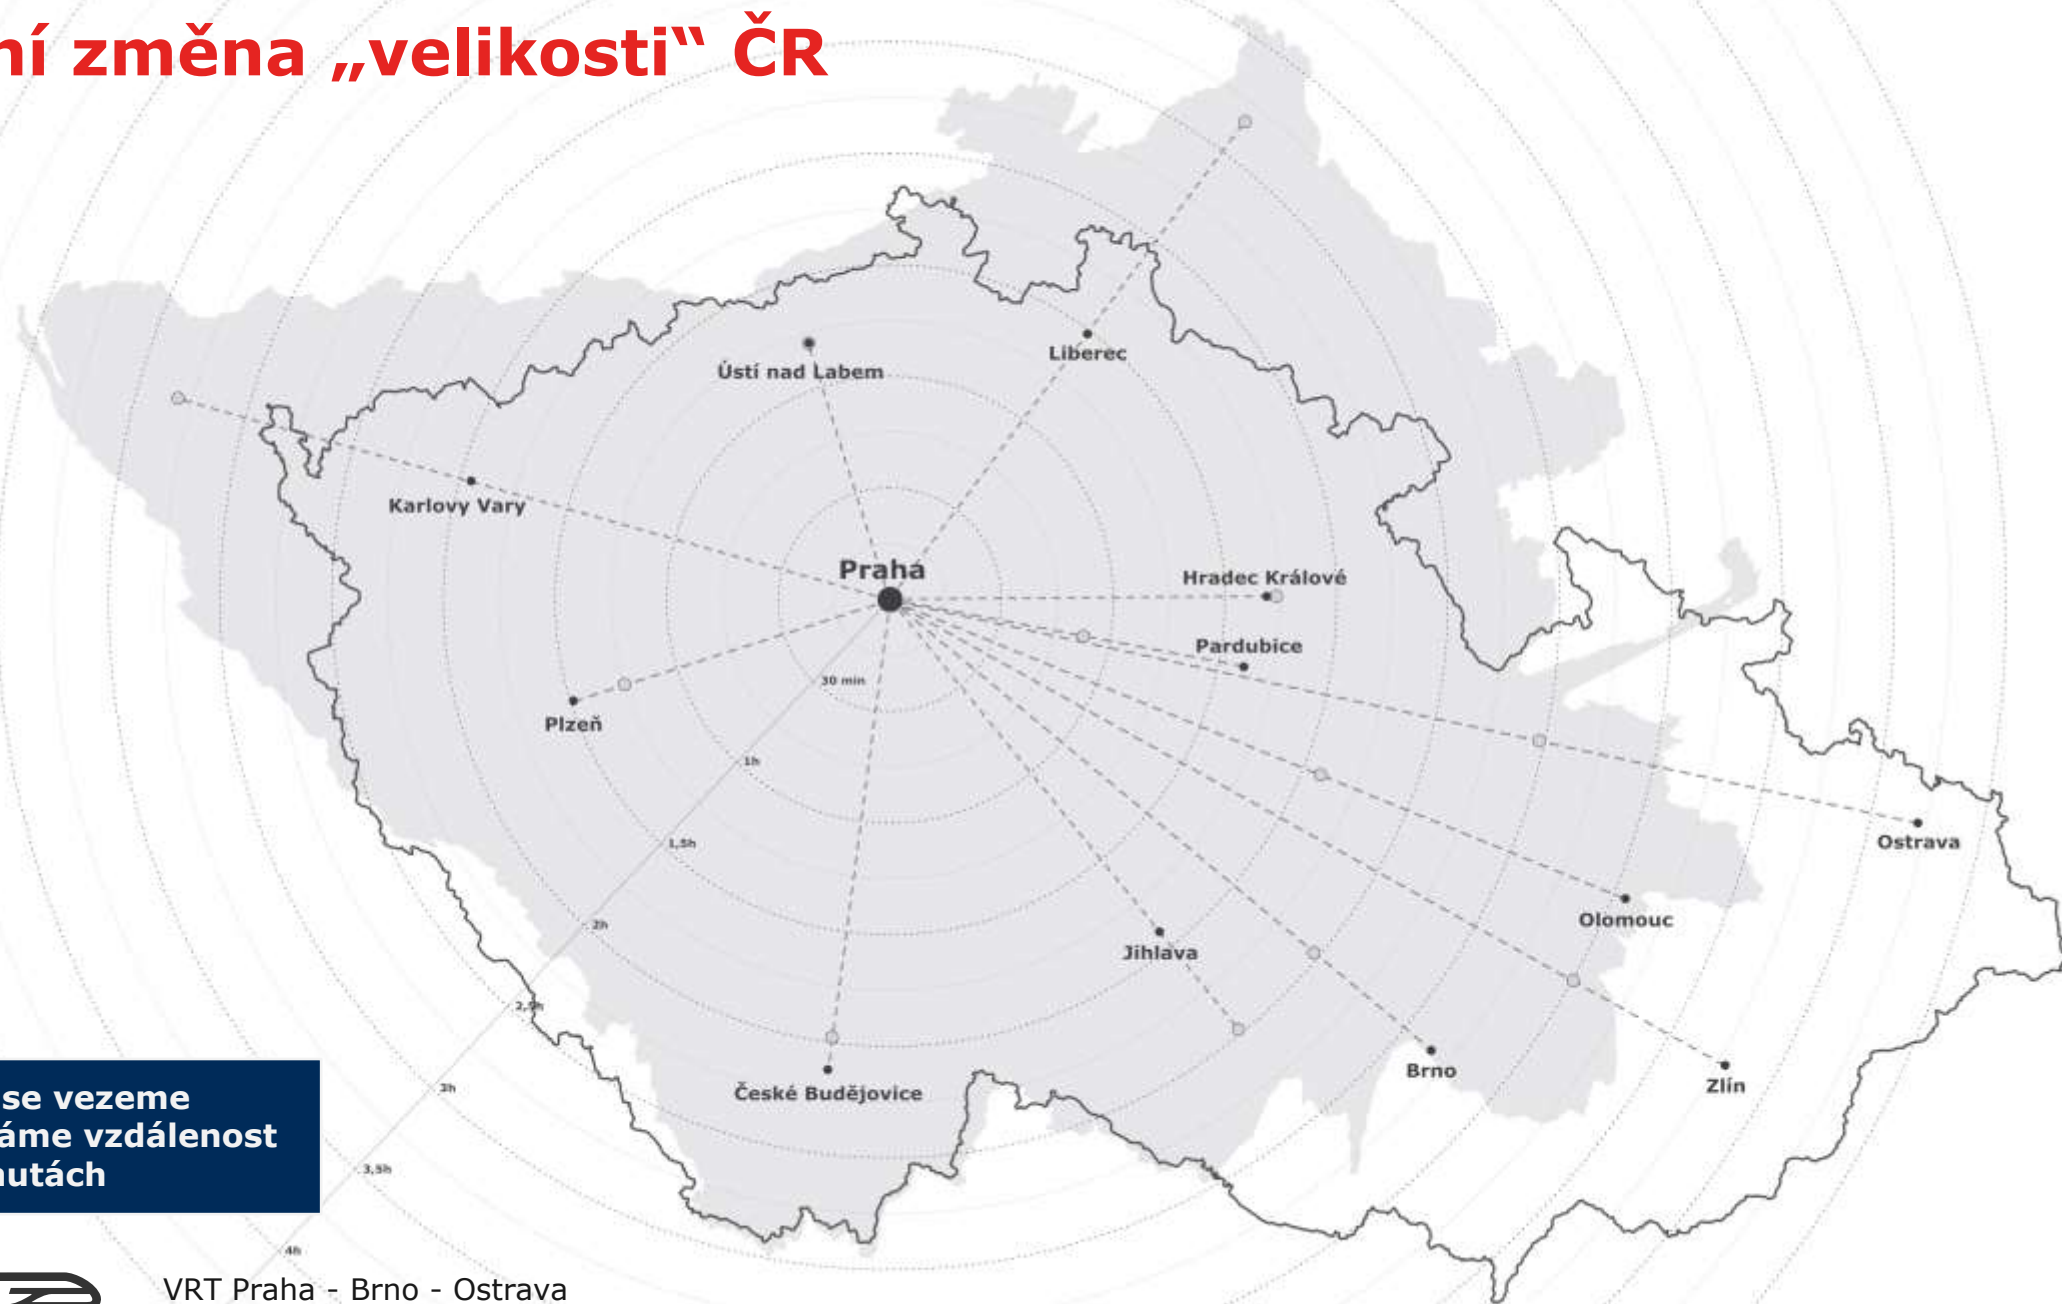 ní změna „velikosti“ ČR
Ústí nad Labem
Liberec
Karlovy Vary
Praha
Hradec Králové
Pardubice
30 min
Plzeň
1h
1,5h
Ostrava
Olomouc
2h
Jihlava
2,5h
Brno
Zlín
České Budějovice
3h
3,5h
4h
se vezeme
áme vzdálenost
nutách
VRT Praha - Brno - Ostrava